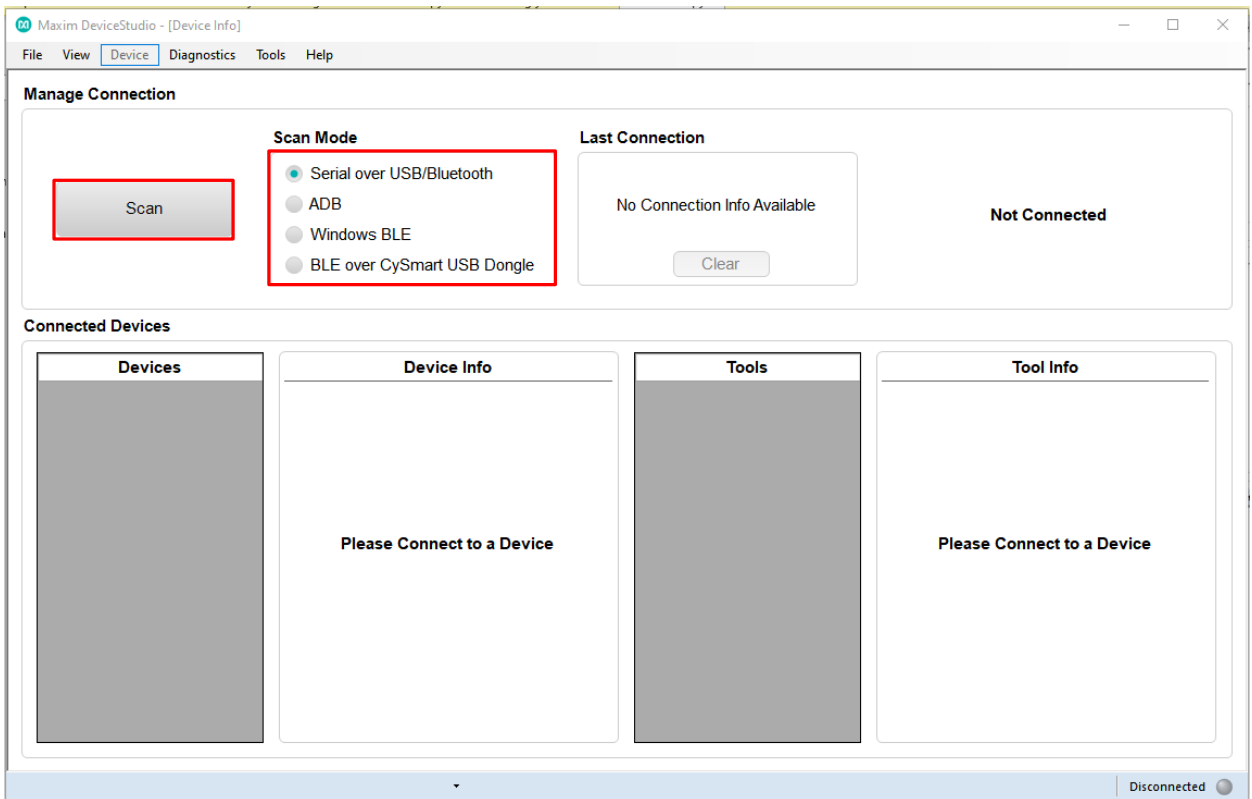 Maxim DeviceStudio - [Device Info]
File View Device Diagnostics Tools Help
Manage Connection
Scan Mode
Last Connection
Scan
Serial over USB/Bluetooth
ADB
Windows BLE
BLE over CySmart USB Dongle
No Connection Info Available
Clear
Not Connected
Connected Devices
Devices
Device Info
Tools
Tool Info
Please Connect to a Device
Please Connect to a Device
Disconnected